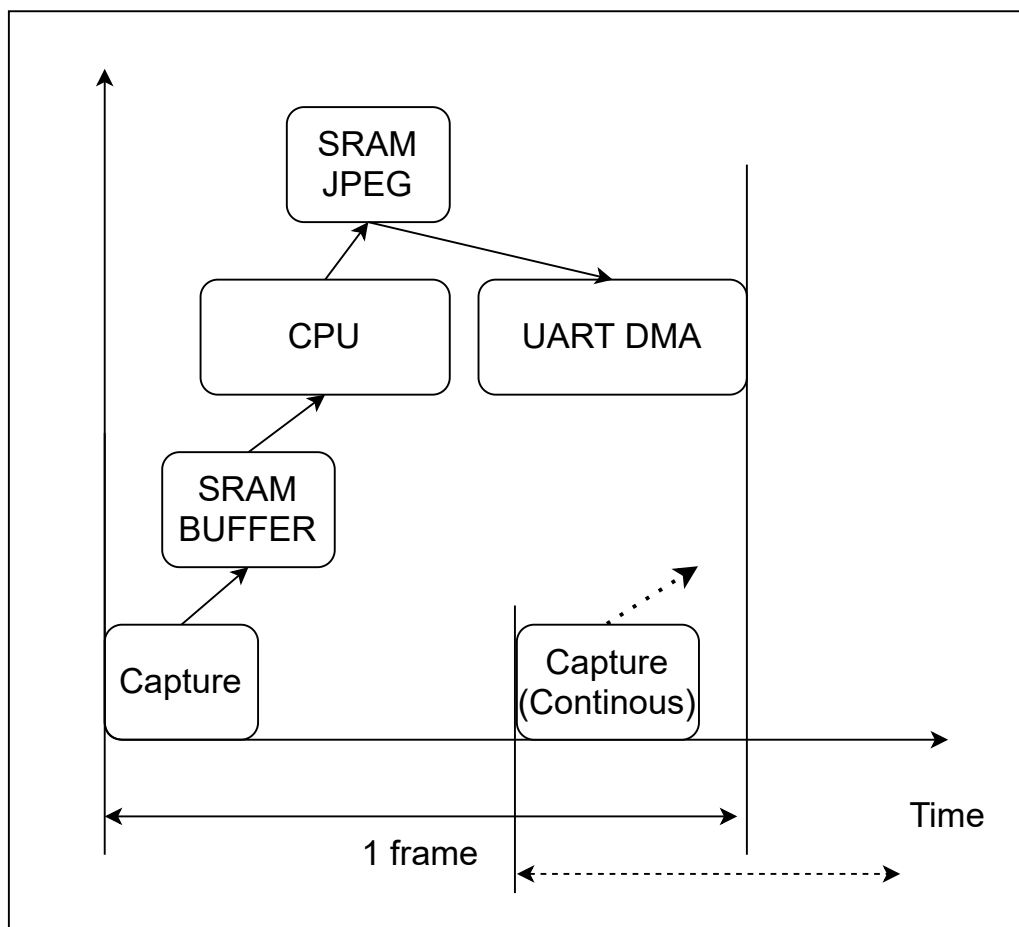 SRAM
JPEG
CPU
UART DMA
SRAM
BUFFER
Capture
Capture
(Continous)
Time
1 frame